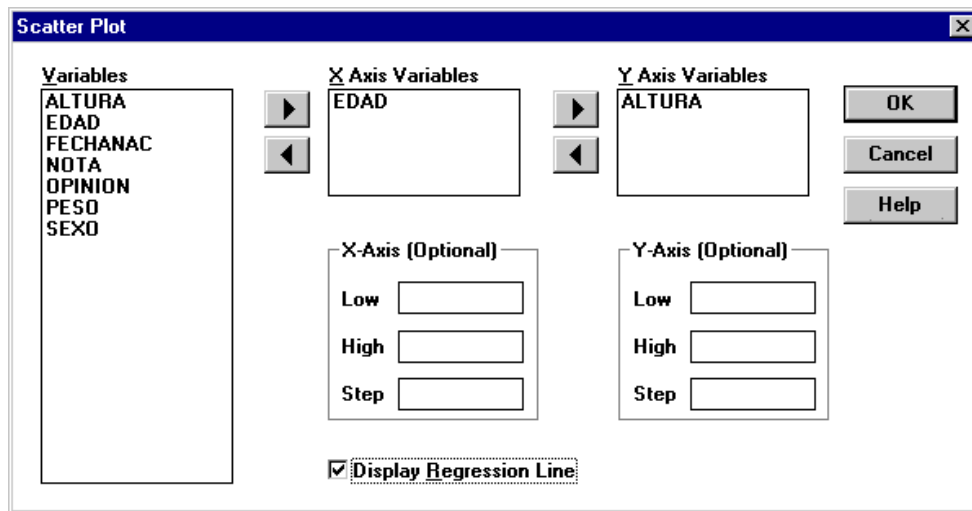 Scatter Plot
Variables
ALTURA
EDAD
FECHANAC
NOTA
OPINION
PESO
SEXO
X Axis Variables
EDAD
Y Axis Variables
ALTURA
OK
Cancel
Help
X-Axis (Optional)
Low
High
Step
Y-Axis (Optional)
Low
High
Step
Display Regression Line